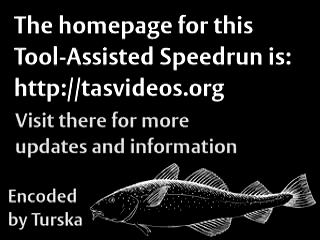 The homepage for this
Tool-Assisted Speedrun is:
http://tasvideos.org
Visit there for more
updates and information
Encoded
by Turska